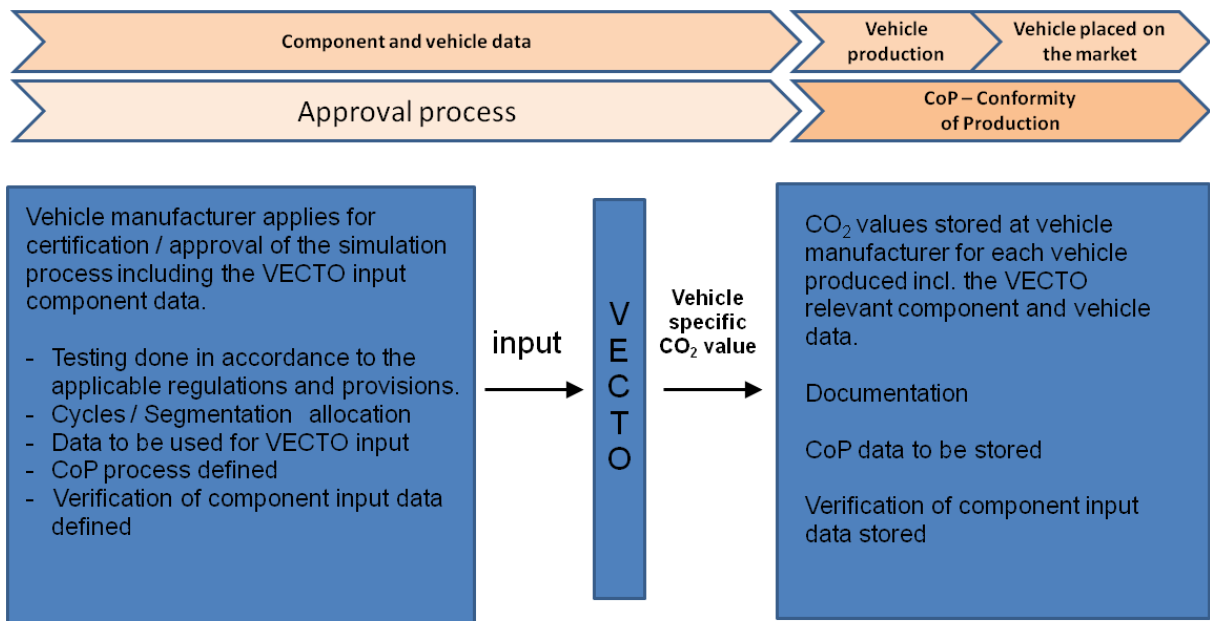 Component and vehicle data
Vehicle
production
Vehicle placed on
the market
Approval process
CoP – Conformity
of Production
Vehicle manufacturer applies for
certification / approval of the simulation
process including the VECTO input
component data.
- Testing done in accordance to the
applicable regulations and provisions.
- Cycles / Segmentation allocation
- Data to be used for VECTO input
- CoP process defined
- Verification of component input data
defined
input
V
E
C
T
O
Vehicle
specific
CO₂ value
CO₂ values stored at vehicle
manufacturer for each vehicle
produced incl. the VECTO
relevant component and vehicle
data.
Documentation
CoP data to be stored
Verification of component input
data stored